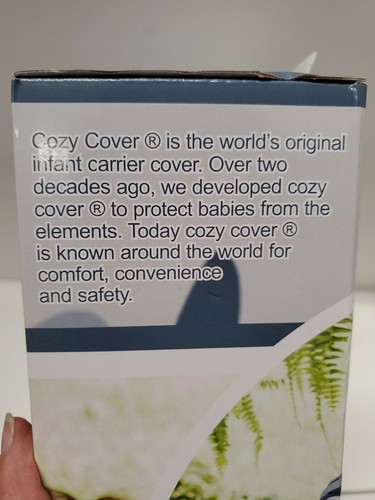 Cozy Cover ® is the world's original
infant carrier cover. Over two
decades ago, we developed cozy
cover ® to protect babies from the
elements. Today cozy cover ®
is known around the world for
comfort, convenience
and safety.